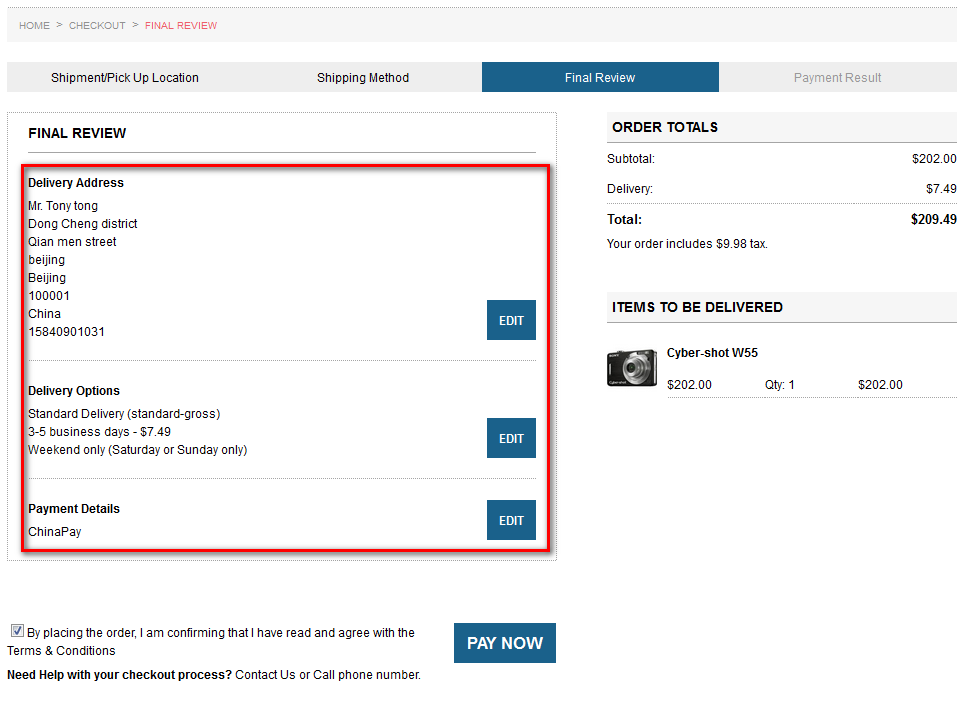 HOME > CHECKOUT > FINAL REVIEW
Shipment/Pick Up Location Shipping Method Final Review Payment Result
FINAL REVIEW
Delivery Address
Mr. Tony tong
Dong Cheng district
Qian men street
beijing
Beijing
100001
China
15840901031
EDIT
Delivery Options
Standard Delivery (standard-gross)
3-5 business days - $7.49
Weekend only (Saturday or Sunday only)
EDIT
Payment Details
ChinaPay
EDIT
By placing the order, I am confirming that I have read and agree with the
Terms & Conditions
PAY NOW
Need Help with your checkout process? Contact Us or Call phone number.
ORDER TOTALS
Subtotal: $202.00
Delivery: $7.49
Total: $209.49
Your order includes $9.98 tax.
ITEMS TO BE DELIVERED
Cyber-shot W55
$202.00 Qty: 1 $202.00